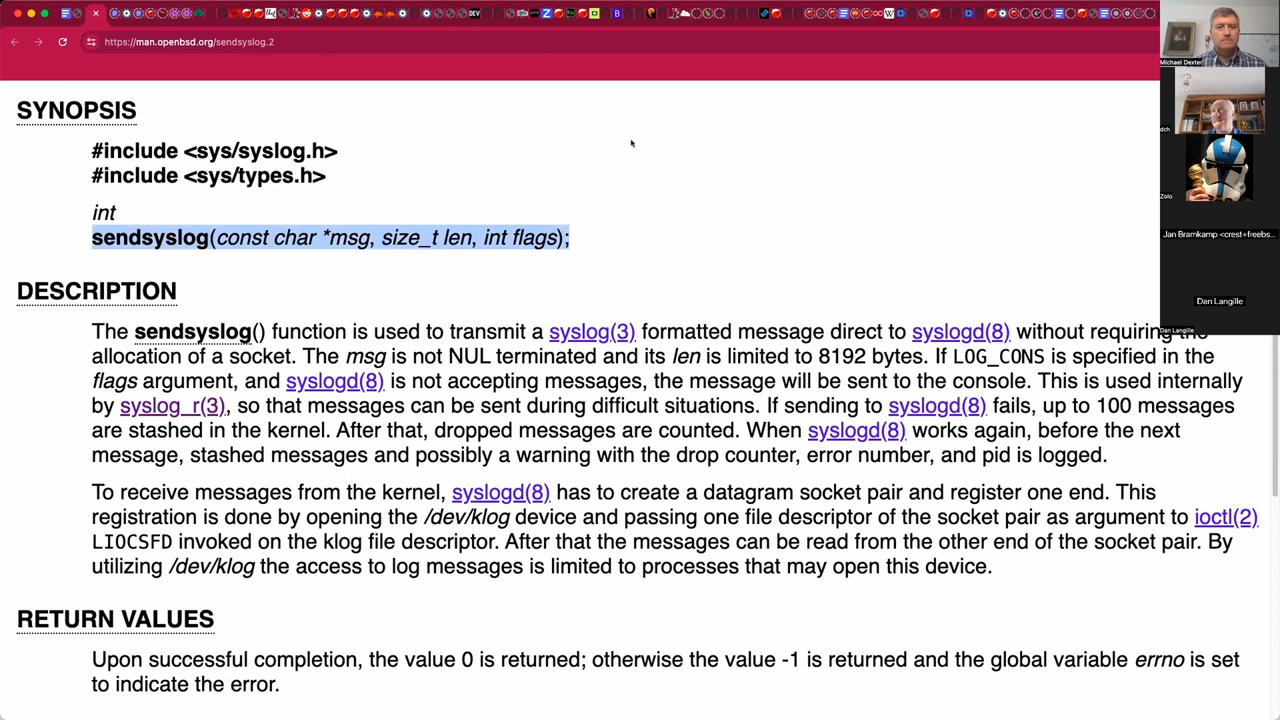 https://man.openbsd.org/sendsyslog.2
SYNOPSIS
#include <sys/syslog.h>
#include <sys/types.h>
int
sendsyslog(const char *msg, size_t len, int flags);
DESCRIPTION
The sendsyslog() function is used to transmit a syslog(3) formatted message direct to syslogd(8) without requiring the
allocation of a socket. The msg is not NUL terminated and its len is limited to 8192 bytes. If LOG_CONS is specified in the
flags argument, and syslogd(8) is not accepting messages, the message will be sent to the console. This is used internally
by syslog_r(3), so that messages can be sent during difficult situations. If sending to syslogd(8) fails, up to 100 messages
are stashed in the kernel. After that, dropped messages are counted. When syslogd(8) works again, before the next
message, stashed messages and possibly a warning with the drop counter, error number, and pid is logged.
To receive messages from the kernel, syslogd(8) has to create a datagram socket pair and register one end. This
registration is done by opening the /dev/klog device and passing one file descriptor of the socket pair as argument to ioctl(2)
LIOCSFD invoked on the klog file descriptor. After that the messages can be read from the other end of the socket pair. By
utilizing /dev/klog the access to log messages is limited to processes that may open this device.
RETURN VALUES
Upon successful completion, the value 0 is returned; otherwise the value -1 is returned and the global variable errno is set
to indicate the error.
Michael Dexter
dch
Zolo
Jan Bramkamp <crest+freebs...
Dan Langille
Dan Langille